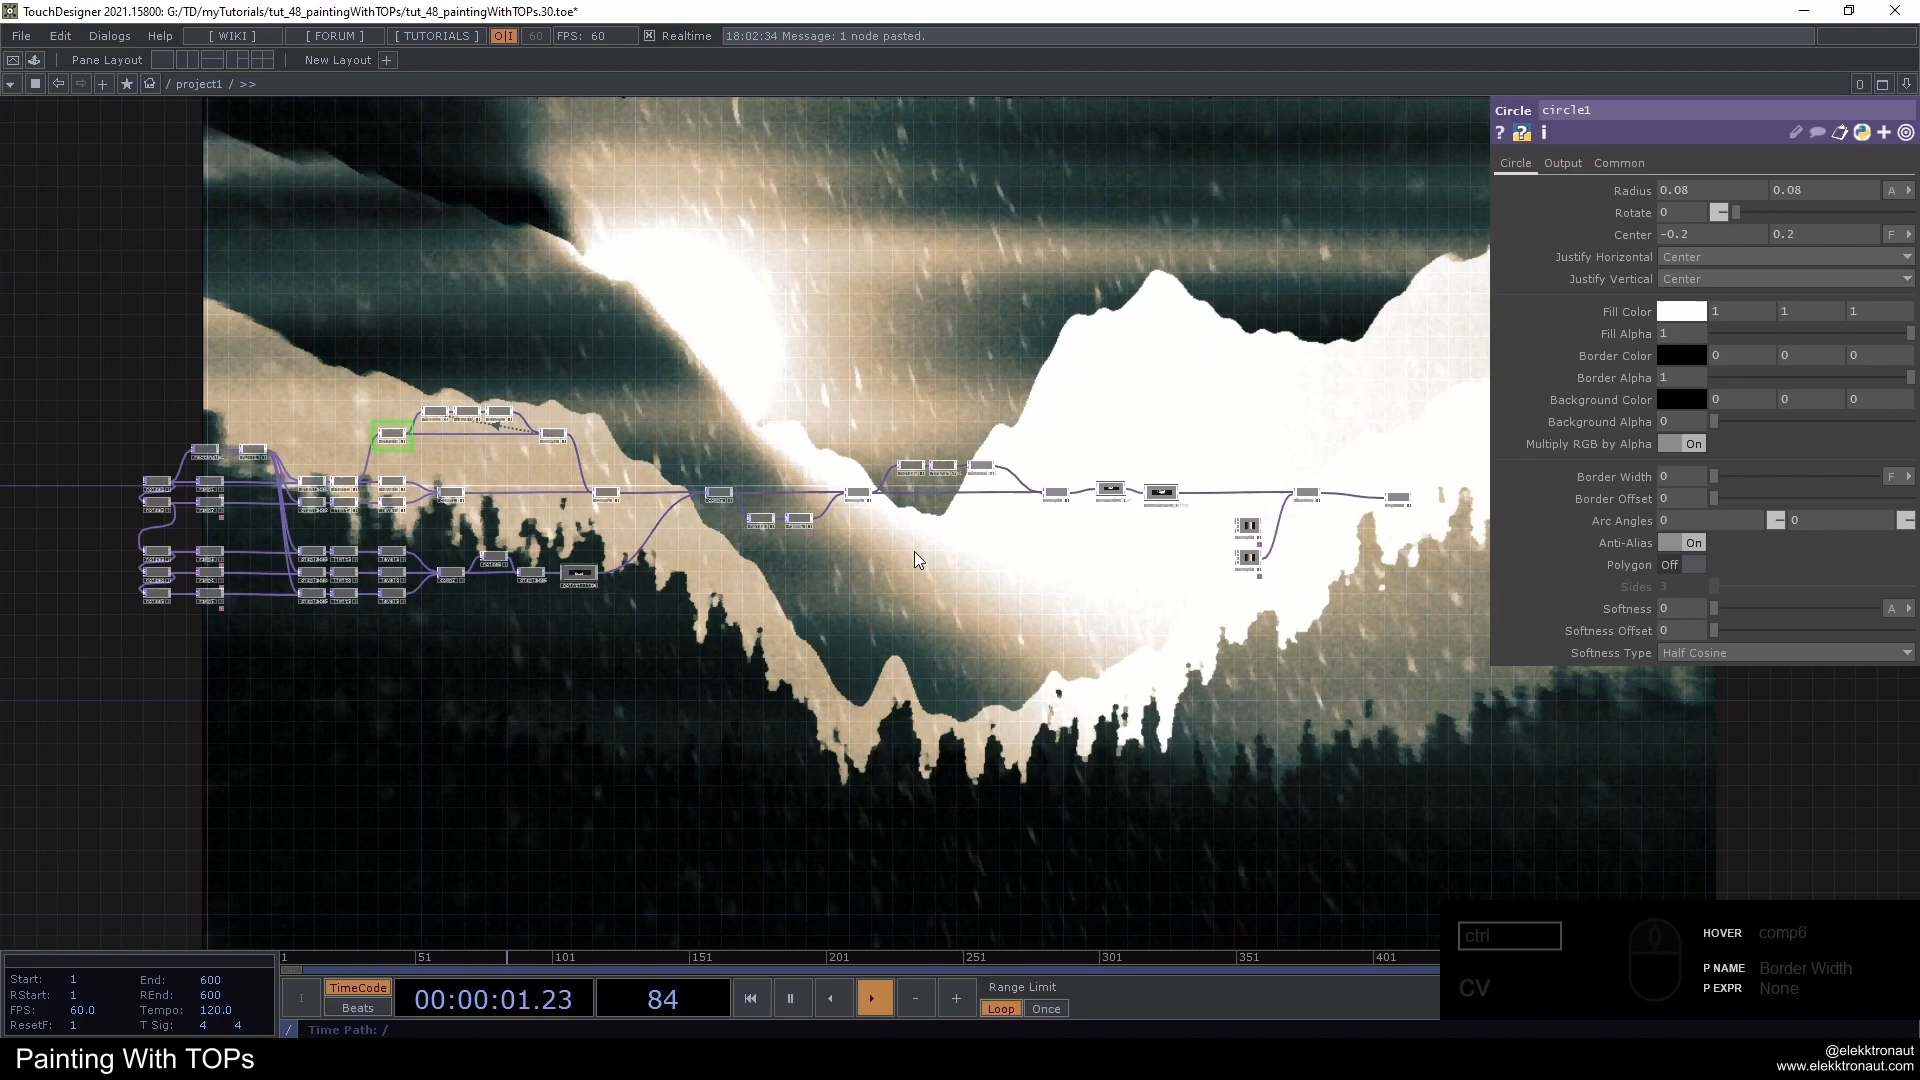 TouchDesigner 2021.15800: G:/TD/myTutorials/tut_48_paintingWithTOPs/tut_48_paintingWithTOPs.30.toe*
File Edit Dialogs Help [ WIKI ] [ FORUM ] [ TUTORIALS ] O|I 60 FPS: 60 Realtime 18:02:34 Message: 1 node pasted.
Pane Layout New Layout +
/ project1 / >> 0
Circle circle1
? ? i
Circle Output Common
Radius 0.08 0.08 A
Rotate 0
Center -0.2 0.2 F
Justify Horizontal Center
Justify Vertical Center
Fill Color 1 1 1
Fill Alpha 1
Border Color 0 0 0
Border Alpha 1
Background Color 0 0 0
Background Alpha 0
Multiply RGB by Alpha On
Border Width 0 F
Border Offset 0
Arc Angles 0 0
Anti-Alias On
Polygon Off
Sides 3
Softness 0 A
Softness Offset 0
Softness Type Half Cosine
ctrl
CV
HOVER comp6
P NAME Border Width
P EXPR None
1 51 101 151 201 251 301 351 401
Start: 1 End: 600
RStart: 1 REnd: 600
FPS: 60.0 Tempo: 120.0
ResetF: 1 T Sig: 4 4
TimeCode
Beats
00:00:01.23
84
Range Limit
Loop Once
/ Time Path: /
Painting With TOPs
@elekktronaut
www.elekktronaut.com